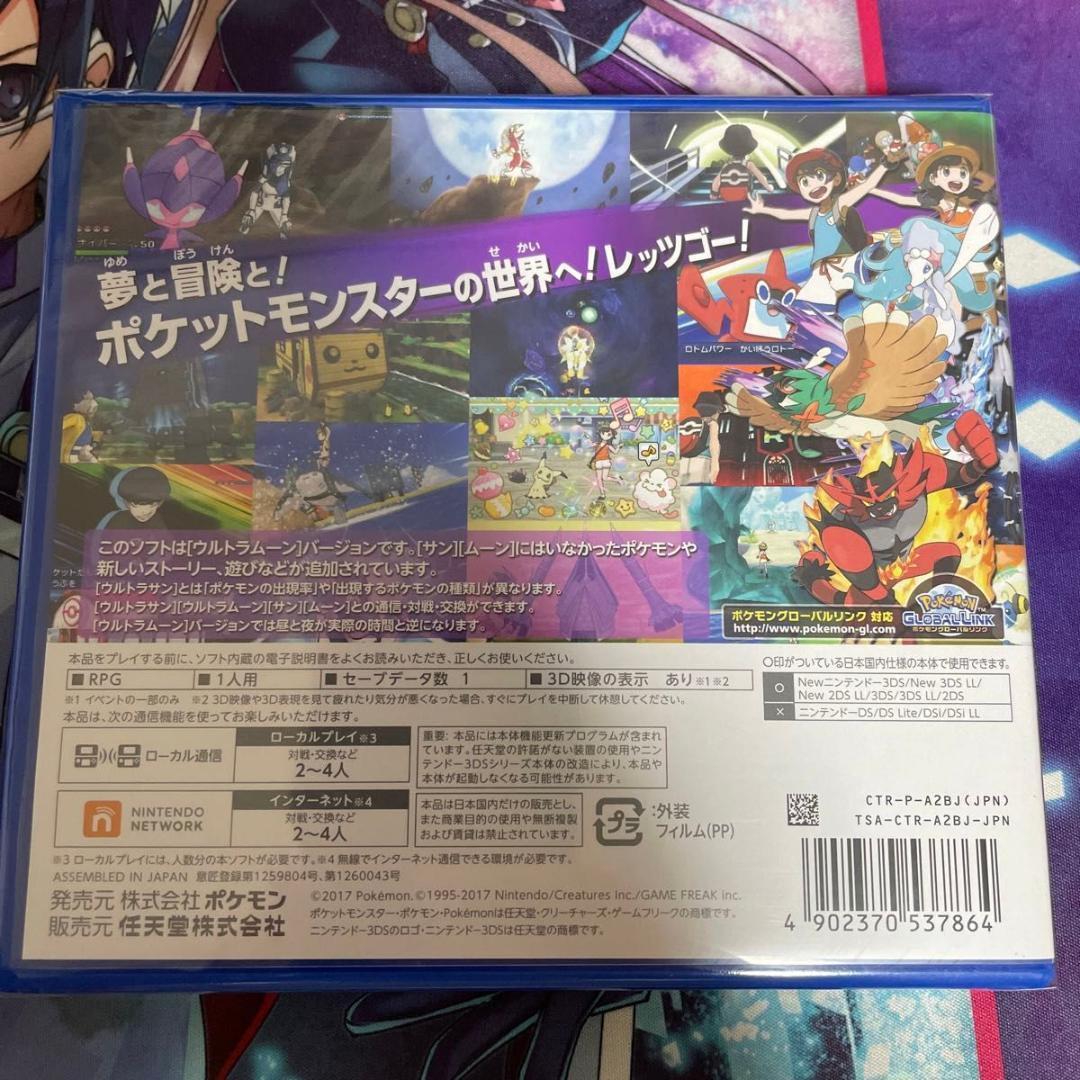 ゆめ ぼう けん
夢と冒険と!
せ かい
ポケットモンスターの世界へ!レッツゴー!
ロトムパワー かいほうロトー
このソフトは[ウルトラムーン]バージョンです。[サン][ムーン]にはいなかったポケモンや
新しいストーリー、遊びなどが追加されています。
[ウルトラサン]とは「ポケモンの出現率」や「出現するポケモンの種類」が異なります。
[ウルトラサン][ウルトラムーン][サン][ムーン]との通信・対戦・交換ができます。
[ウルトラムーン]バージョンでは昼と夜が実際の時間と逆になります。
ポケモングローバルリンク 対応
http://www.pokemon-gl.com
POKéMON
GLOBAL LINK
ポケモングローバルリンク
本品をプレイする前に、ソフト内蔵の電子説明書をよくお読みいただき、正しくお使いください。
■RPG
■1人用
■セーブデータ数 1
■3D映像の表示 あり※1※2
※1 イベントの一部のみ ※2 3D映像や3D表現を見て疲れたり気分が悪くなった場合、すぐにプレイを中断して休憩してください。
本品は、次の通信機能を使ってお楽しみいただけます。
○印がついている日本国内仕様の本体で使用できます。
○ Newニンテンドー3DS/New 3DS LL/
New 2DS LL/3DS/3DS LL/2DS
× ニンテンドーDS/DS Lite/DSi/DSi LL
ローカル通信
ローカルプレイ※3
対戦・交換など
2〜4人
重要: 本品には本体機能更新プログラムが含まれ
ています。任天堂の許諾がない装置の使用やニン
テンドー3DSシリーズ本体の改造により、本品や
本体が起動しなくなる可能性があります。
NINTENDO
NETWORK
インターネット※4
対戦・交換など
2〜4人
本品は日本国内だけの販売とし、
また商業目的の使用や無断複製
および賃貸は禁止されています。
プラ
:外装
フィルム(PP)
CTR-P-A2BJ(JPN)
TSA-CTR-A2BJ-JPN
※3 ローカルプレイには、人数分の本ソフトが必要です。※4 無線でインターネット通信できる環境が必要です。
ASSEMBLED IN JAPAN 意匠登録第1259804号、第1260043号
発売元 株式会社ポケモン
販売元 任天堂株式会社
©2017 Pokémon. ©1995-2017 Nintendo/Creatures inc./GAME FREAK inc.
ポケットモンスター・ポケモン・Pokémonは任天堂・クリーチャーズ・ゲームフリークの商標です。
ニンテンドー3DSのロゴ・ニンテンドー3DSは任天堂の商標です。
4 902370 537864